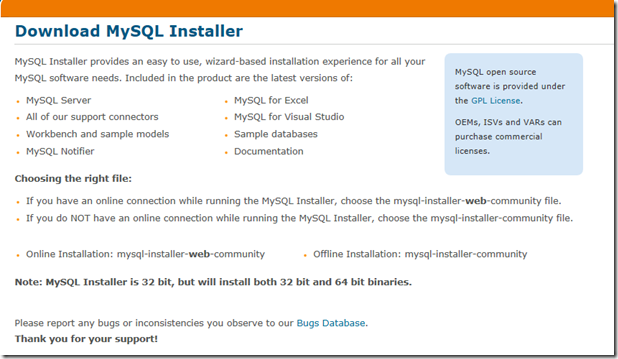 Download MySQL Installer
MySQL Installer provides an easy to use, wizard-based installation experience for all your
MySQL software needs. Included in the product are the latest versions of:
MySQL Server
All of our support connectors
Workbench and sample models
MySQL Notifier
MySQL for Excel
MySQL for Visual Studio
Sample databases
Documentation
MySQL open source
software is provided under
the GPL License.
OEMs, ISVs and VARs can
purchase commercial
licenses.
Choosing the right file:
If you have an online connection while running the MySQL Installer, choose the mysql-installer-web-community file.
If you do NOT have an online connection while running the MySQL Installer, choose the mysql-installer-community file.
Online Installation: mysql-installer-web-community
Offline Installation: mysql-installer-community
Note: MySQL Installer is 32 bit, but will install both 32 bit and 64 bit binaries.
Please report any bugs or inconsistencies you observe to our Bugs Database.
Thank you for your support!